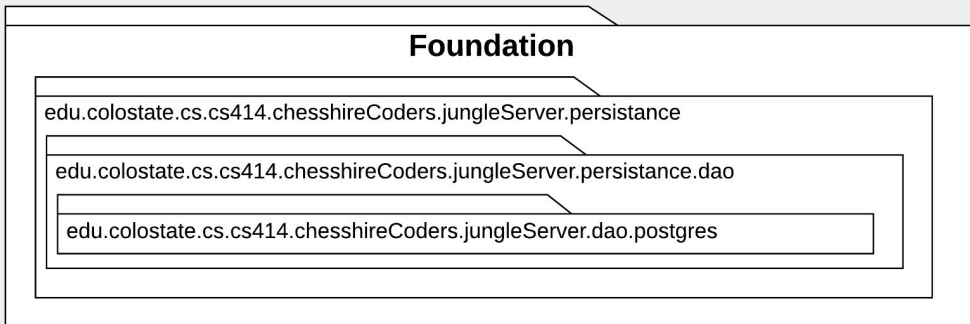 Foundation
edu.colostate.cs.cs414.chesshireCoders.jungleServer.persistance
edu.colostate.cs.cs414.chesshireCoders.jungleServer.persistance.dao
edu.colostate.cs.cs414.chesshireCoders.jungleServer.dao.postgres